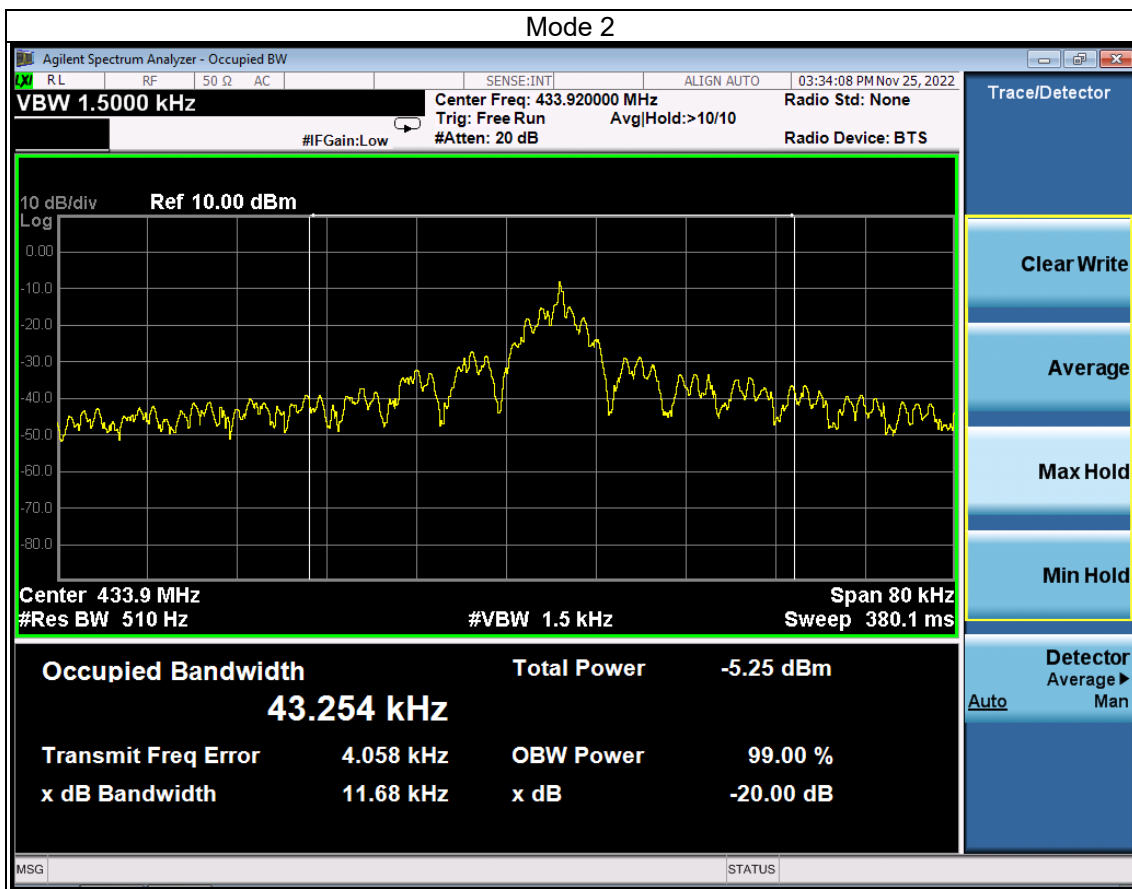 Mode 2
Agilent Spectrum Analyzer - Occupied BW
LXI RL RF 50 Ω AC SENSE:INT ALIGN AUTO 03:34:08 PM Nov 25, 2022
VBW 1.5000 kHz
Center Freq: 433.920000 MHz
Radio Std: None
Trig: Free Run Avg|Hold:>10/10
#IFGain:Low #Atten: 20 dB Radio Device: BTS
10 dB/div Ref 10.00 dBm
Log
0.00
-10.0
-20.0
-30.0
-40.0
-50.0
-60.0
-70.0
-80.0
Center 433.9 MHz Span 80 kHz
#Res BW 510 Hz #VBW 1.5 kHz Sweep 380.1 ms
Occupied Bandwidth Total Power -5.25 dBm
43.254 kHz
Transmit Freq Error 4.058 kHz OBW Power 99.00 %
x dB Bandwidth 11.68 kHz x dB -20.00 dB
MSG STATUS
Trace/Detector
Clear Write
Average
Max Hold
Min Hold
Detector
Average▶
Auto Man